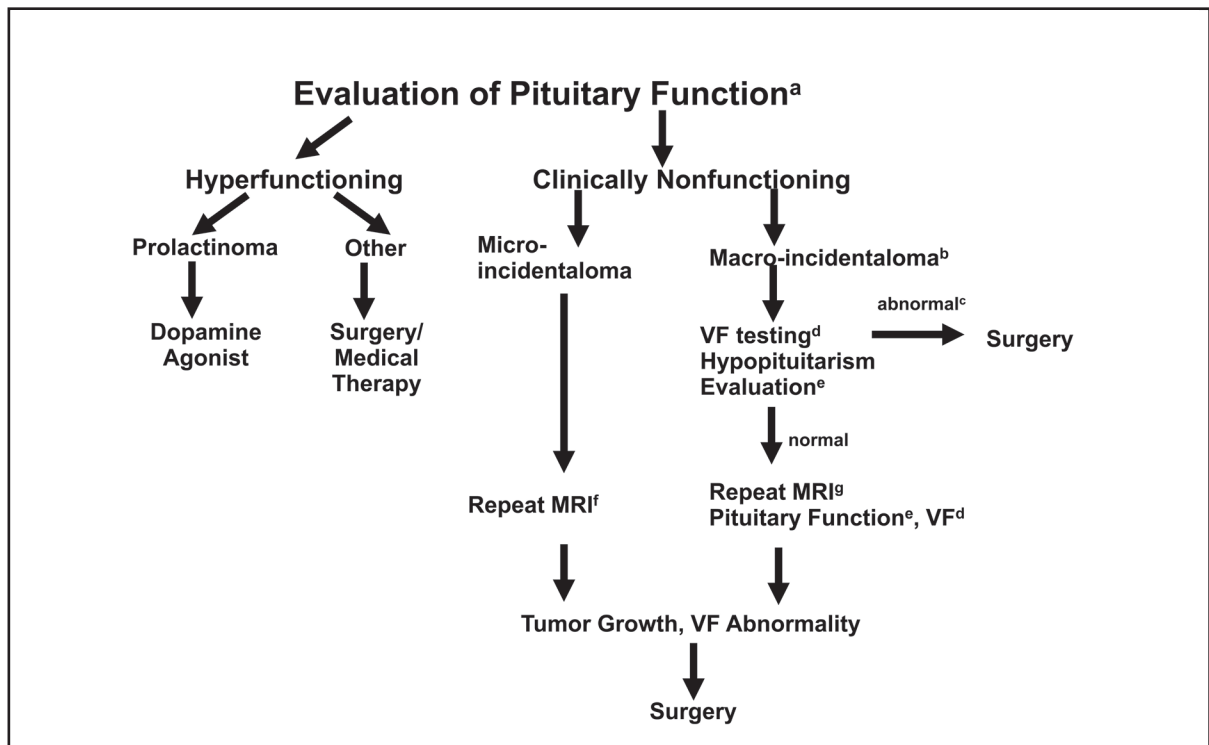 Evaluation of Pituitary Functionᵃ
Hyperfunctioning
Clinically Nonfunctioning
Prolactinoma
Other
Micro-
incidentaloma
Macro-incidentalomaᵇ
Dopamine
Agonist
Surgery/
Medical
Therapy
VF testingᵈ
Hypopituitarism
Evaluationᵉ
abnormalᶜ
Surgery
normal
Repeat MRIᶠ
Repeat MRIᵍ
Pituitary Functionᵉ, VFᵈ
Tumor Growth, VF Abnormality
Surgery